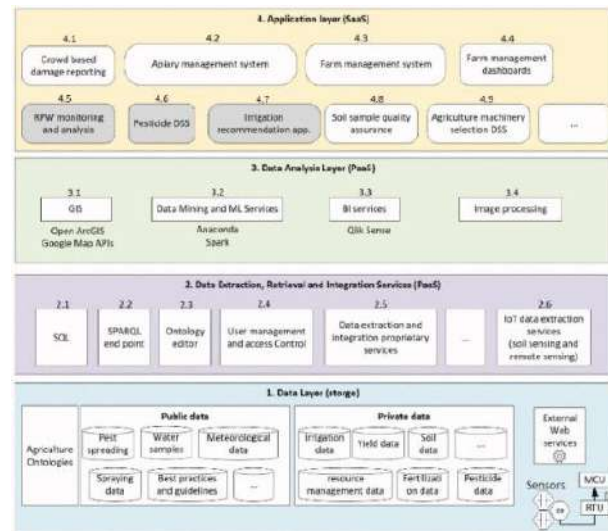 4. Application layer (SaaS)
4.1
4.2
4.3
4.4
Crowd based
damage reporting
Apiary management system
Farm management system
Farm management
dashboards
4.5
4.6
4.7
4.8
4.9
RPW monitoring
and analysis
Pesticide DSS
Irrigation
recommendation app.
Soil sample quality
assurance
Agriculture machinery
selection DSS
...
3. Data Analysis Layer (PaaS)
3.1
3.2
3.3
3.4
GIS
Data Mining and ML Services
BI services
Image processing
Open ArcGIS
Google Map APIs
Anaconda
Spark
Qlik Sense
2. Data Extraction, Retrieval and Integration Services (PaaS)
2.1
2.2
2.3
2.4
2.5
2.6
SQL
SPARQL
end point
Ontology
editor
User management
and access Control
Data extraction and
Integration proprietary
services
...
IoT data extraction
services
(soil sensing and
remote sensing)
1. Data Layer (storge)
Agriculture
Ontologies
Public data
Pest
spreading
Water
samples
Meteorological
data
Spraying
data
Best practices
and guidelines
...
Private data
Irrigation
data
Yield data
Soil
data
...
resource
management data
Fertilizati
on data
Pesticide
data
External
Web
services
Sensors
MCU
RTU